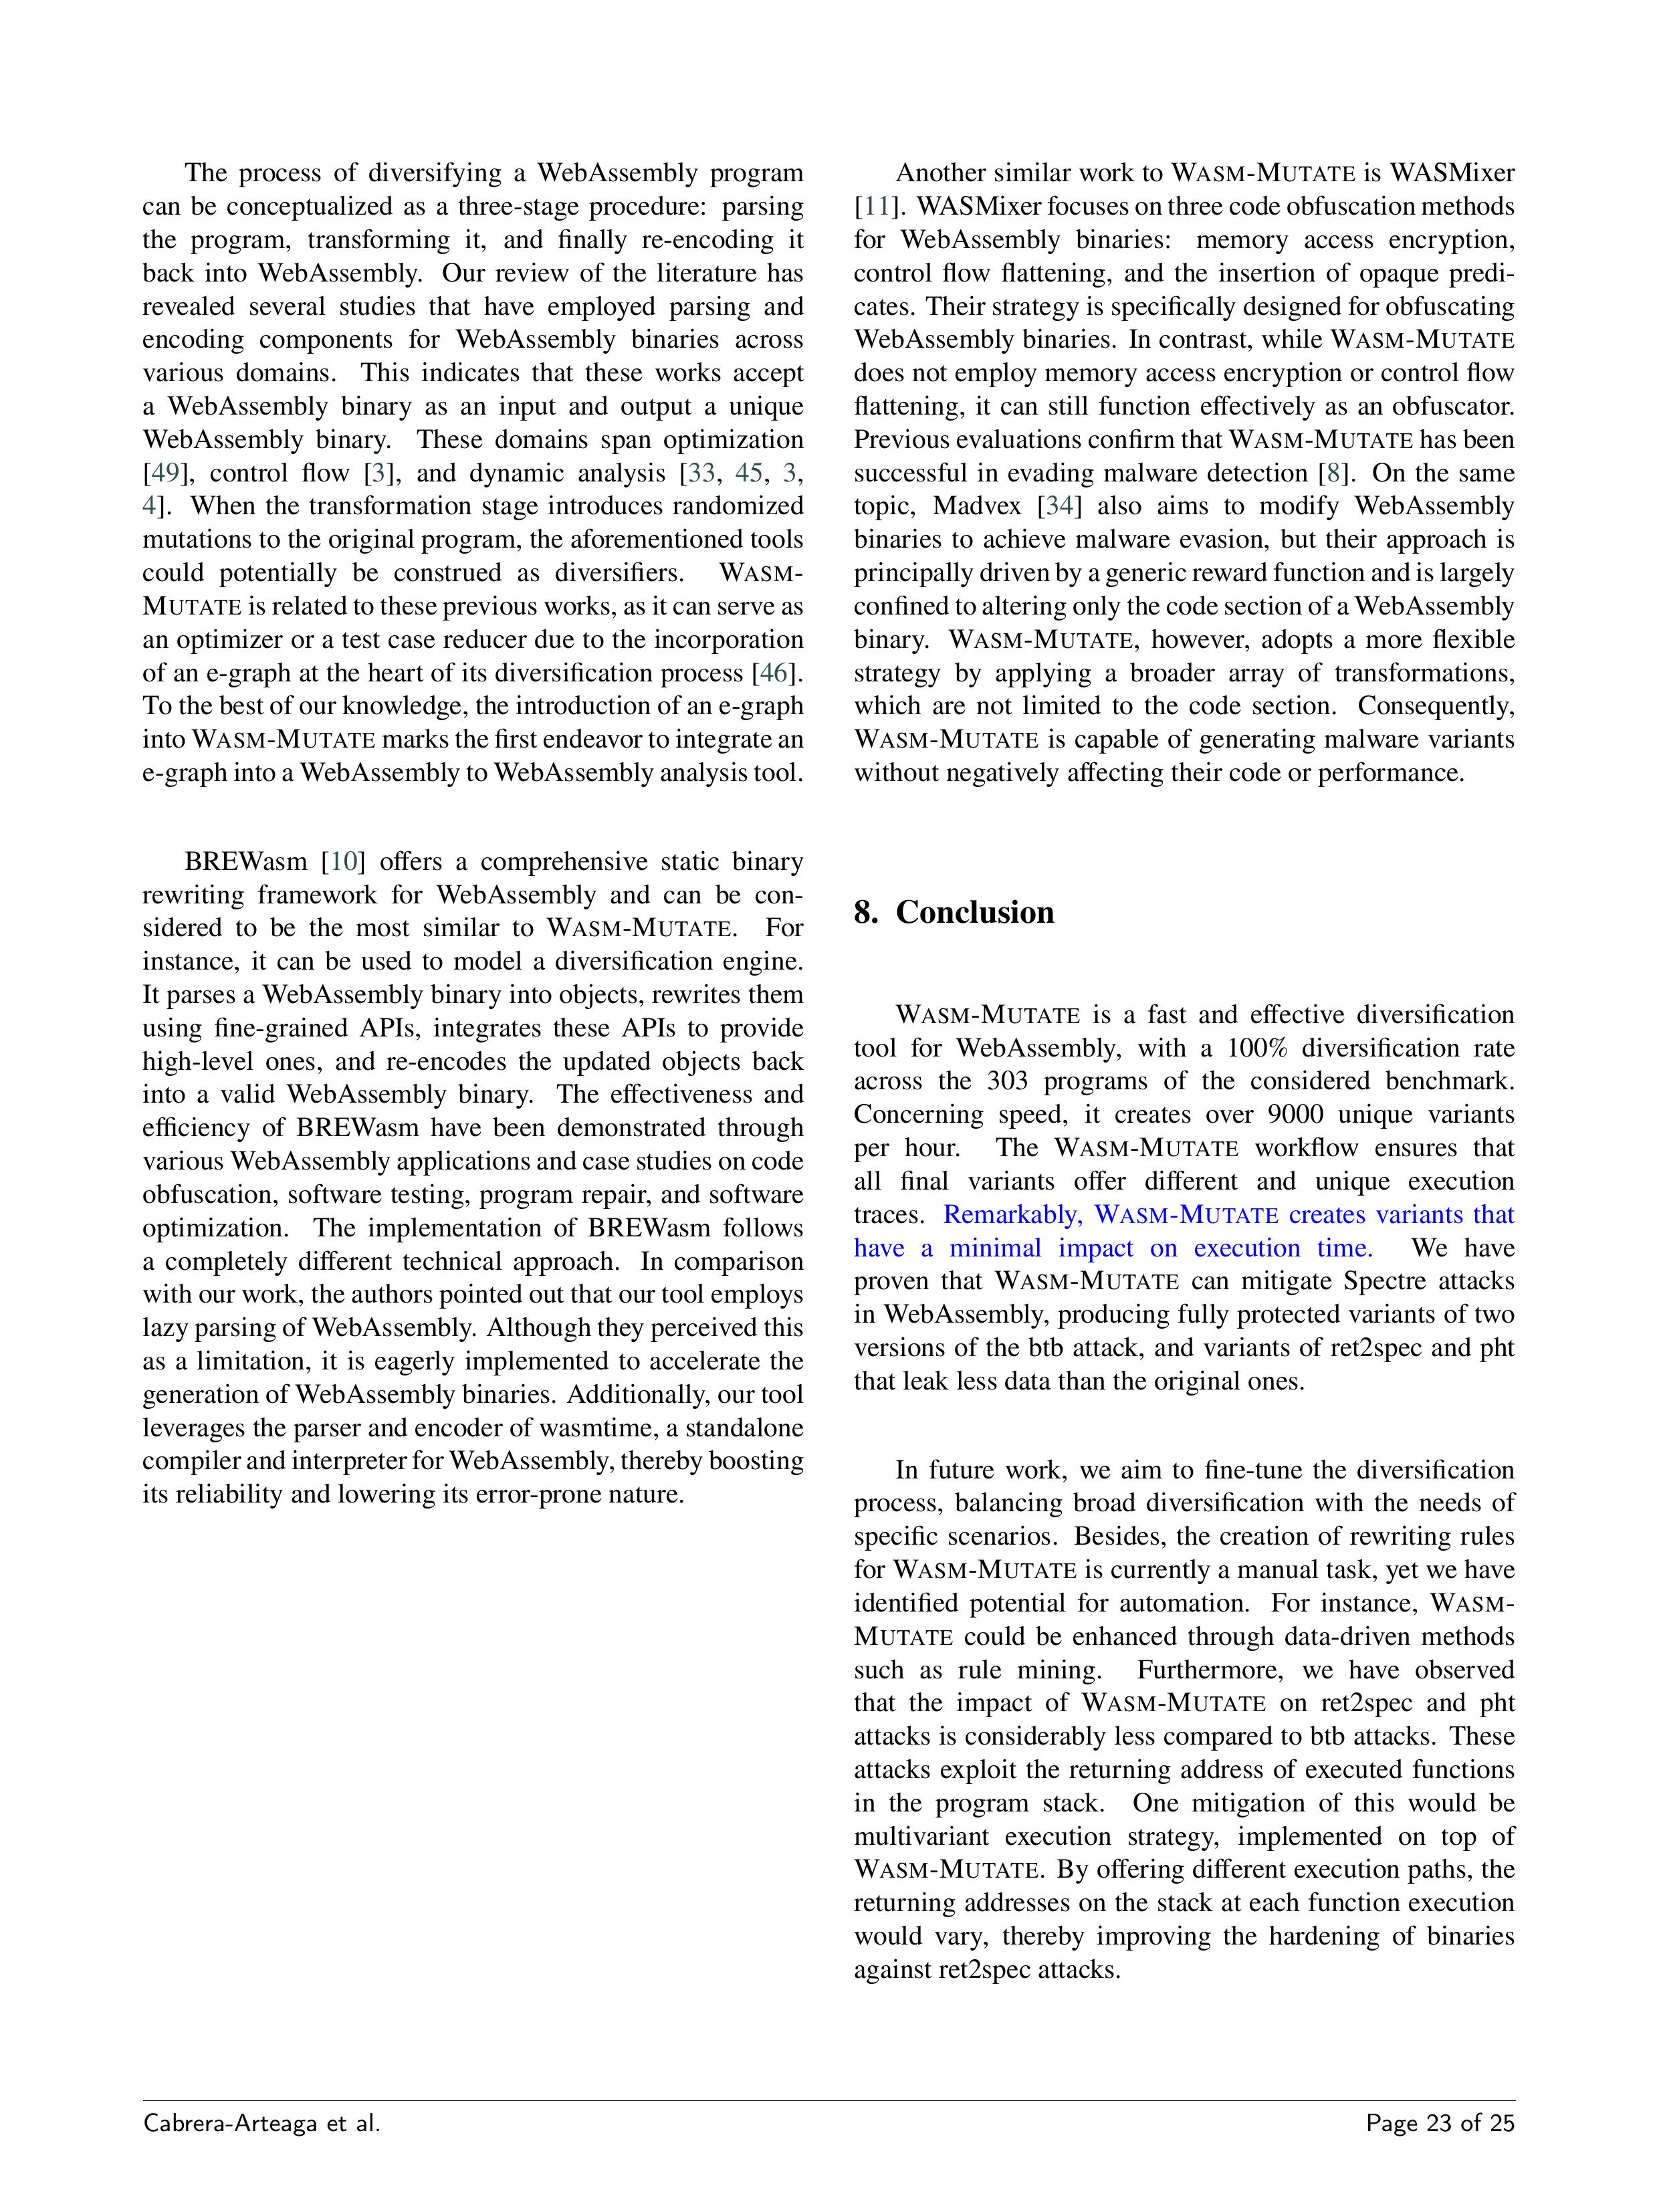 The process of diversifying a WebAssembly program
can be conceptualized as a three-stage procedure: parsing
the program, transforming it, and finally re-encoding it
back into WebAssembly. Our review of the literature has
revealed several studies that have employed parsing and
encoding components for WebAssembly binaries across
various domains. This indicates that these works accept
a WebAssembly binary as an input and output a unique
WebAssembly binary. These domains span optimization
[49], control flow [3], and dynamic analysis [33, 45, 3,
4]. When the transformation stage introduces randomized
mutations to the original program, the aforementioned tools
could potentially be construed as diversifiers. WASM-
MUTATE is related to these previous works, as it can serve as
an optimizer or a test case reducer due to the incorporation
of an e-graph at the heart of its diversification process [46].
To the best of our knowledge, the introduction of an e-graph
into WASM-MUTATE marks the first endeavor to integrate an
e-graph into a WebAssembly to WebAssembly analysis tool.
BREWasm [10] offers a comprehensive static binary
rewriting framework for WebAssembly and can be con-
sidered to be the most similar to WASM-MUTATE. For
instance, it can be used to model a diversification engine.
It parses a WebAssembly binary into objects, rewrites them
using fine-grained APIs, integrates these APIs to provide
high-level ones, and re-encodes the updated objects back
into a valid WebAssembly binary. The effectiveness and
efficiency of BREWasm have been demonstrated through
various WebAssembly applications and case studies on code
obfuscation, software testing, program repair, and software
optimization. The implementation of BREWasm follows
a completely different technical approach. In comparison
with our work, the authors pointed out that our tool employs
lazy parsing of WebAssembly. Although they perceived this
as a limitation, it is eagerly implemented to accelerate the
generation of WebAssembly binaries. Additionally, our tool
leverages the parser and encoder of wasmtime, a standalone
compiler and interpreter for WebAssembly, thereby boosting
its reliability and lowering its error-prone nature.
Another similar work to WASM-MUTATE is WASMixer
[11]. WASMixer focuses on three code obfuscation methods
for WebAssembly binaries: memory access encryption,
control flow flattening, and the insertion of opaque predi-
cates. Their strategy is specifically designed for obfuscating
WebAssembly binaries. In contrast, while WASM-MUTATE
does not employ memory access encryption or control flow
flattening, it can still function effectively as an obfuscator.
Previous evaluations confirm that WASM-MUTATE has been
successful in evading malware detection [8]. On the same
topic, Madvex [34] also aims to modify WebAssembly
binaries to achieve malware evasion, but their approach is
principally driven by a generic reward function and is largely
confined to altering only the code section of a WebAssembly
binary. WASM-MUTATE, however, adopts a more flexible
strategy by applying a broader array of transformations,
which are not limited to the code section. Consequently,
WASM-MUTATE is capable of generating malware variants
without negatively affecting their code or performance.
8. Conclusion
WASM-MUTATE is a fast and effective diversification
tool for WebAssembly, with a 100% diversification rate
across the 303 programs of the considered benchmark.
Concerning speed, it creates over 9000 unique variants
per hour. The WASM-MUTATE workflow ensures that
all final variants offer different and unique execution
traces. Remarkably, WASM-MUTATE creates variants that
have a minimal impact on execution time. We have
proven that WASM-MUTATE can mitigate Spectre attacks
in WebAssembly, producing fully protected variants of two
versions of the btb attack, and variants of ret2spec and pht
that leak less data than the original ones.
In future work, we aim to fine-tune the diversification
process, balancing broad diversification with the needs of
specific scenarios. Besides, the creation of rewriting rules
for WASM-MUTATE is currently a manual task, yet we have
identified potential for automation. For instance, WASM-
MUTATE could be enhanced through data-driven methods
such as rule mining. Furthermore, we have observed
that the impact of WASM-MUTATE on ret2spec and pht
attacks is considerably less compared to btb attacks. These
attacks exploit the returning address of executed functions
in the program stack. One mitigation of this would be
multivariant execution strategy, implemented on top of
WASM-MUTATE. By offering different execution paths, the
returning addresses on the stack at each function execution
would vary, thereby improving the hardening of binaries
against ret2spec attacks.
Cabrera-Arteaga et al.
Page 23 of 25